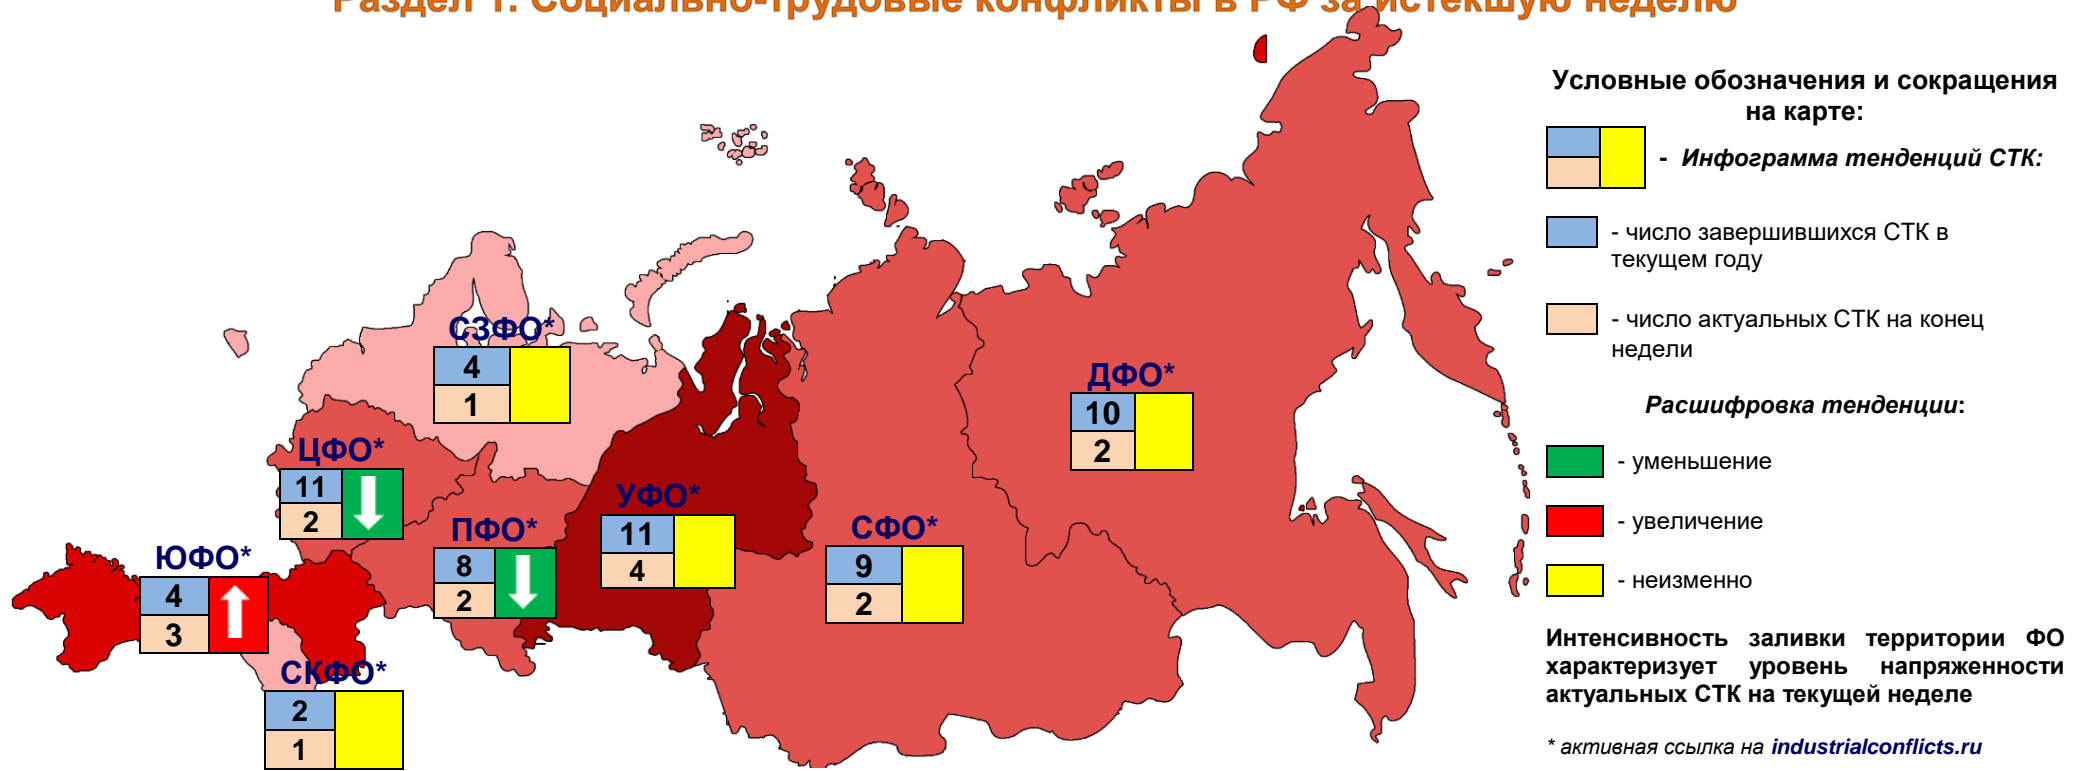 Раздел 1. Социально-трудовые конфликты в РФ за истекшую неделю
Условные обозначения и сокращения
на карте:
- Инфограмма тенденций СТК:
- число завершившихся СТК в
текущем году
- число актуальных СТК на конец
недели
Расшифровка тенденции:
- уменьшение
- увеличение
- неизменно
Интенсивность заливки территории ФО
характеризует уровень напряженности
актуальных СТК на текущей неделе
* активная ссылка на industrialconflicts.ru
СЗФО*
4
1
ДФО*
10
2
ЦФО*
11
2
УФО*
11
4
ПФО*
8
2
СФО*
9
2
ЮФО*
4
3
СКФО*
2
1